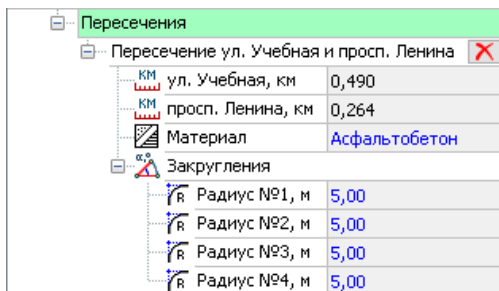 Пересечения
Пересечение ул. Учебная и просп. Ленина
км ул. Учебная, км 0,490
км просп. Ленина, км 0,264
Материал Асфальтобетон
α,° Закругления
R Радиус №1, м 5,00
R Радиус №2, м 5,00
R Радиус №3, м 5,00
R Радиус №4, м 5,00